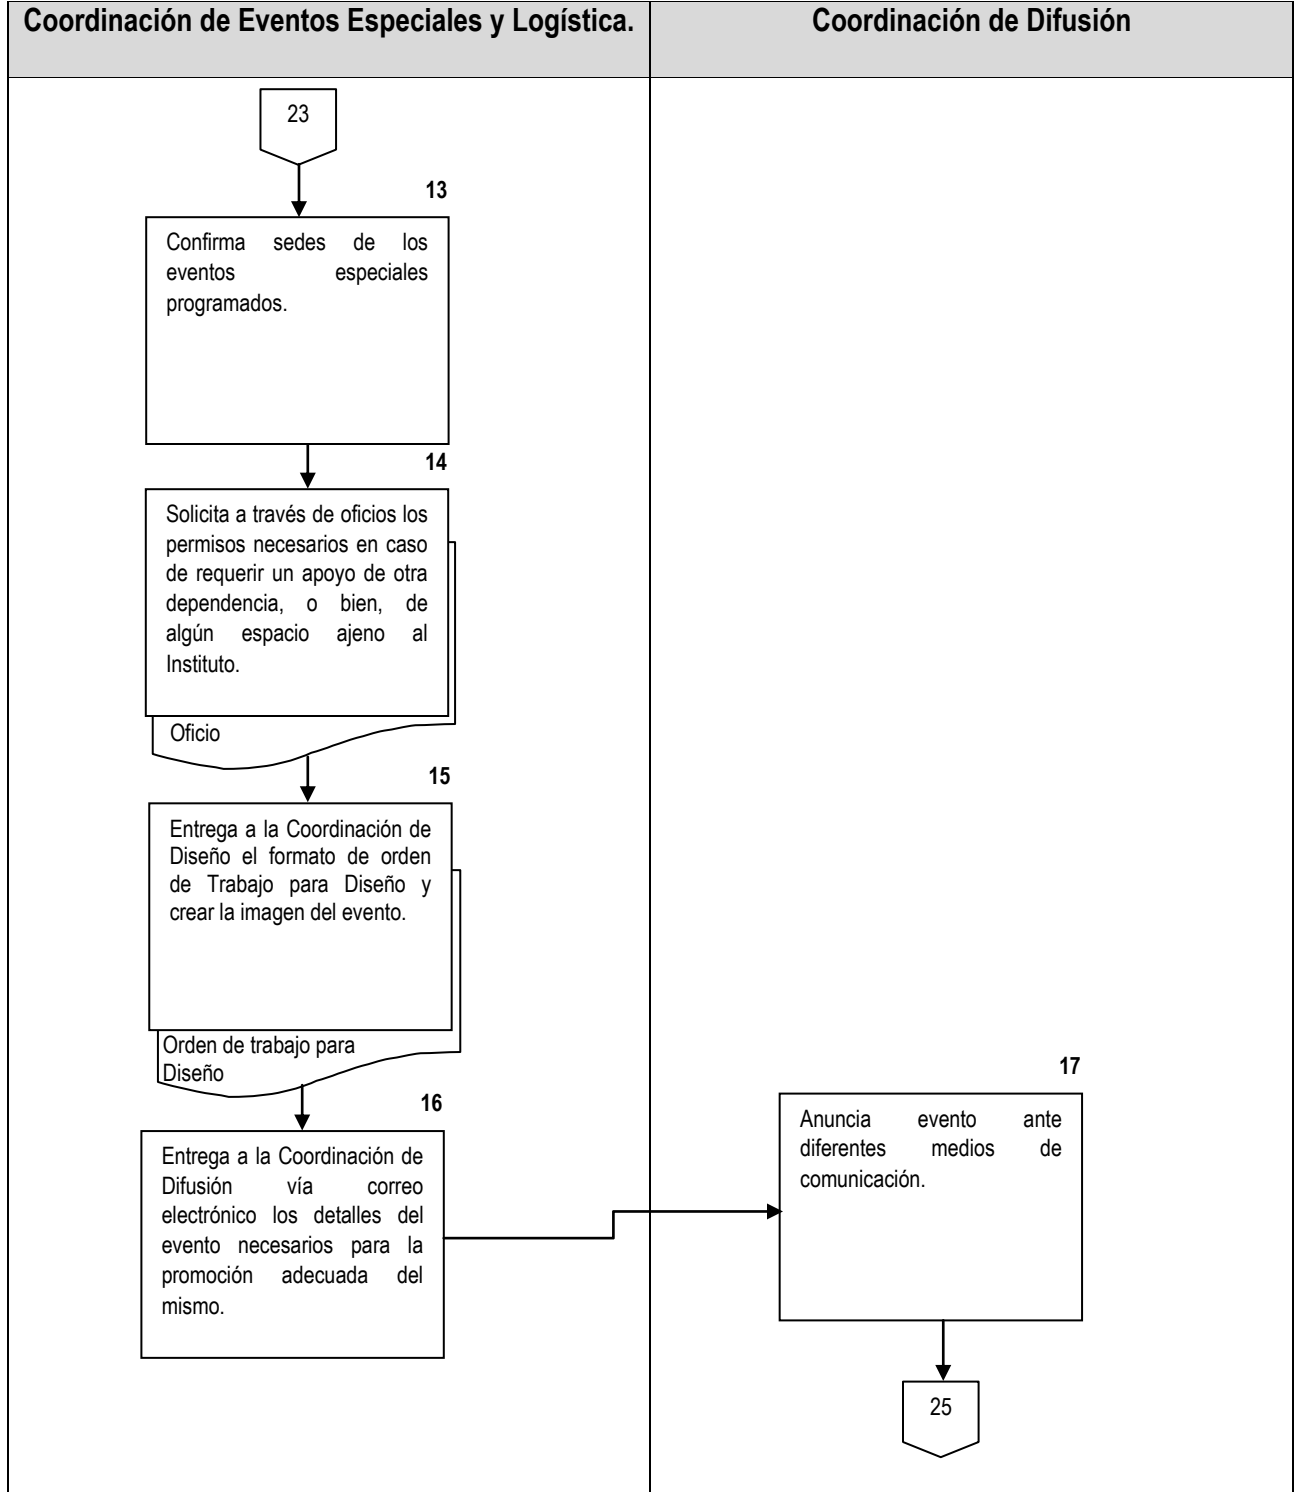 Coordinación de Eventos Especiales y Logística.
Coordinación de Difusión
23
13
Confirma sedes de los
eventos especiales
programados.
14
Solicita a través de oficios los
permisos necesarios en caso
de requerir un apoyo de otra
dependencia, o bien, de
algún espacio ajeno al
Instituto.
Oficio
15
Entrega a la Coordinación de
Diseño el formato de orden
de Trabajo para Diseño y
crear la imagen del evento.
Orden de trabajo para
Diseño
16
Entrega a la Coordinación de
Difusión vía correo
electrónico los detalles del
evento necesarios para la
promoción adecuada del
mismo.
17
Anuncia evento ante
diferentes medios de
comunicación.
25